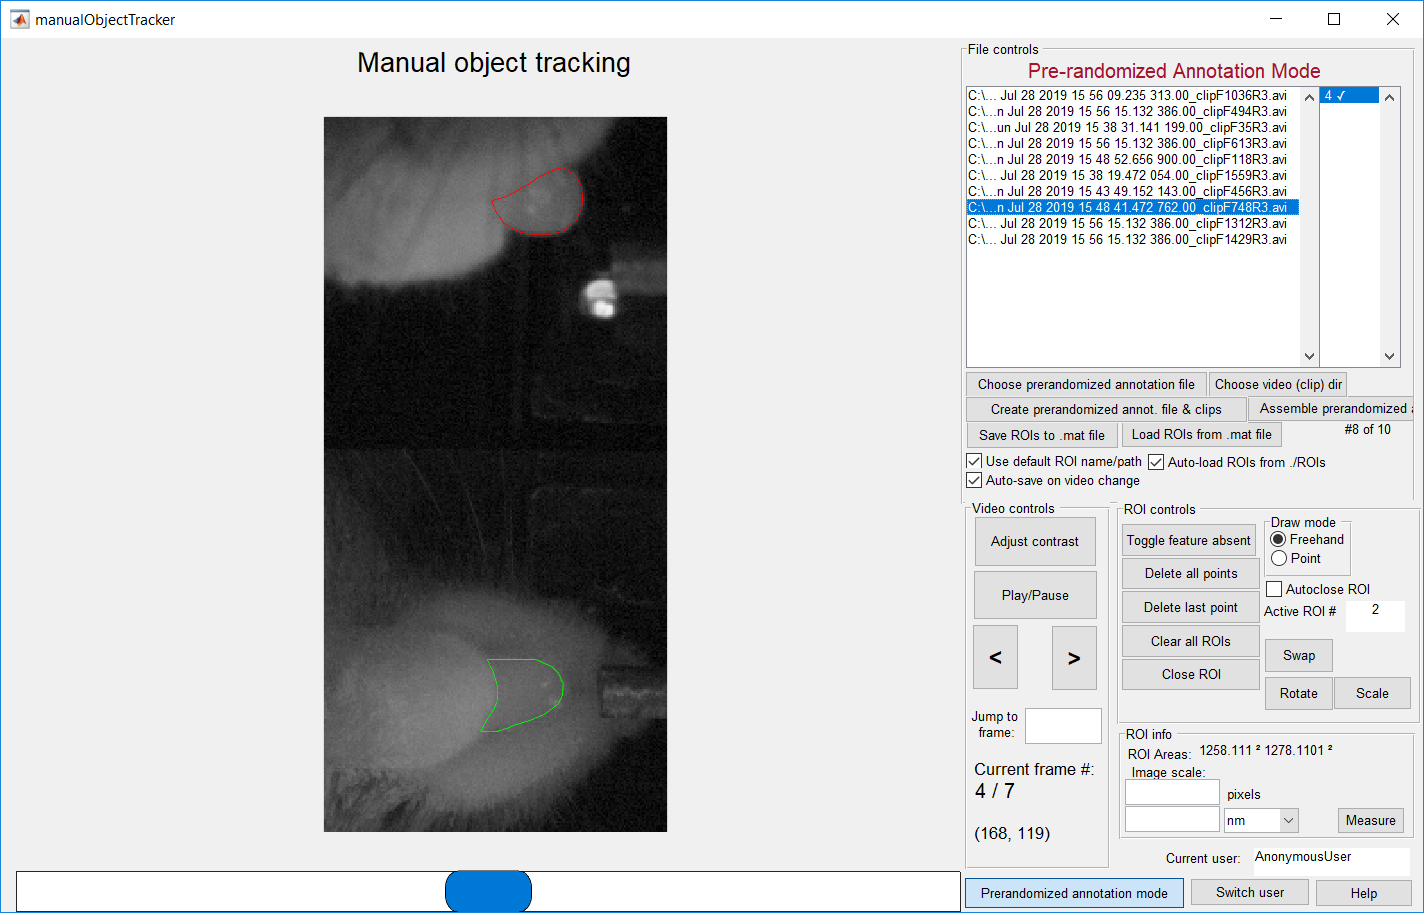 manualObjectTracker
Manual object tracking
File controls
Pre-randomized Annotation Mode
C:\... Jul 28 2019 15 56 09.235 313.00_clipF1036R3.avi
C:\...n Jul 28 2019 15 56 15.132 386.00_clipF494R3.avi
C:\...un Jul 28 2019 15 38 31.141 199.00_clipF35R3.avi
C:\...n Jul 28 2019 15 56 15.132 386.00_clipF613R3.avi
C:\...n Jul 28 2019 15 48 52.656 900.00_clipF118R3.avi
C:\... Jul 28 2019 15 38 19.472 054.00_clipF1559R3.avi
C:\...n Jul 28 2019 15 43 49.152 143.00_clipF456R3.avi
C:\...n Jul 28 2019 15 48 41.472 762.00_clipF748R3.avi
C:\... Jul 28 2019 15 56 15.132 386.00_clipF1312R3.avi
C:\... Jul 28 2019 15 56 15.132 386.00_clipF1429R3.avi
4 ✓
Choose prerandomized annotation file
Choose video (clip) dir
Create prerandomized annot. file & clips
Assemble prerandomized
Save ROIs to .mat file
Load ROIs from .mat file
#8 of 10
Use default ROI name/path
Auto-load ROIs from ./ROIs
Auto-save on video change
Video controls
Adjust contrast
Play/Pause
<
>
Jump to
frame:
Current frame #:
4 / 7
(168, 119)
ROI controls
Toggle feature absent
Delete all points
Delete last point
Clear all ROIs
Close ROI
Draw mode
Freehand
Point
Autoclose ROI
Active ROI #
2
Swap
Rotate
Scale
ROI info
ROI Areas:
1258.111 ² 1278.1101 ²
Image scale:
pixels
nm
Measure
Current user:
AnonymousUser
Prerandomized annotation mode
Switch user
Help